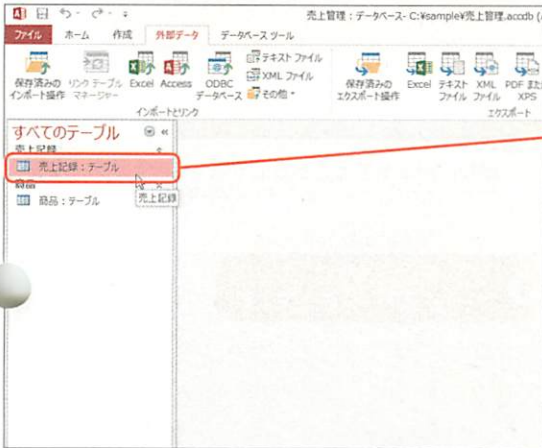 売上管理：データベース- C:¥sample¥売上管理.accdb (
ファイル ホーム 作成 外部データ データベース ツール
保存済みの インポート操作
リンク テーブル マネージャー
Excel
Access
ODBC データベース
テキスト ファイル
XML ファイル
その他
保存済みの エクスポート操作
Excel
テキスト ファイル
XML ファイル
PDF また XPS
インポートとリンク
エクスポート
すべてのテーブル
売上記録
売上記録：テーブル
商品
売上記録
商品：テーブル